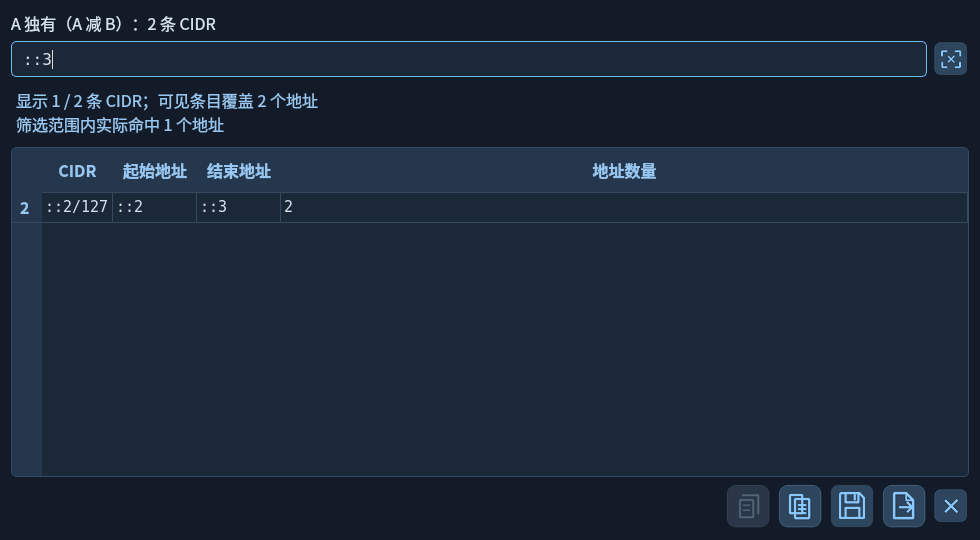 A 独有（A 减 B）：2 条 CIDR
::3
显示 1 / 2 条 CIDR；可见条目覆盖 2 个地址
筛选范围内实际命中 1 个地址
CIDR 起始地址 结束地址 地址数量
2 ::2/127 ::2 ::3 2